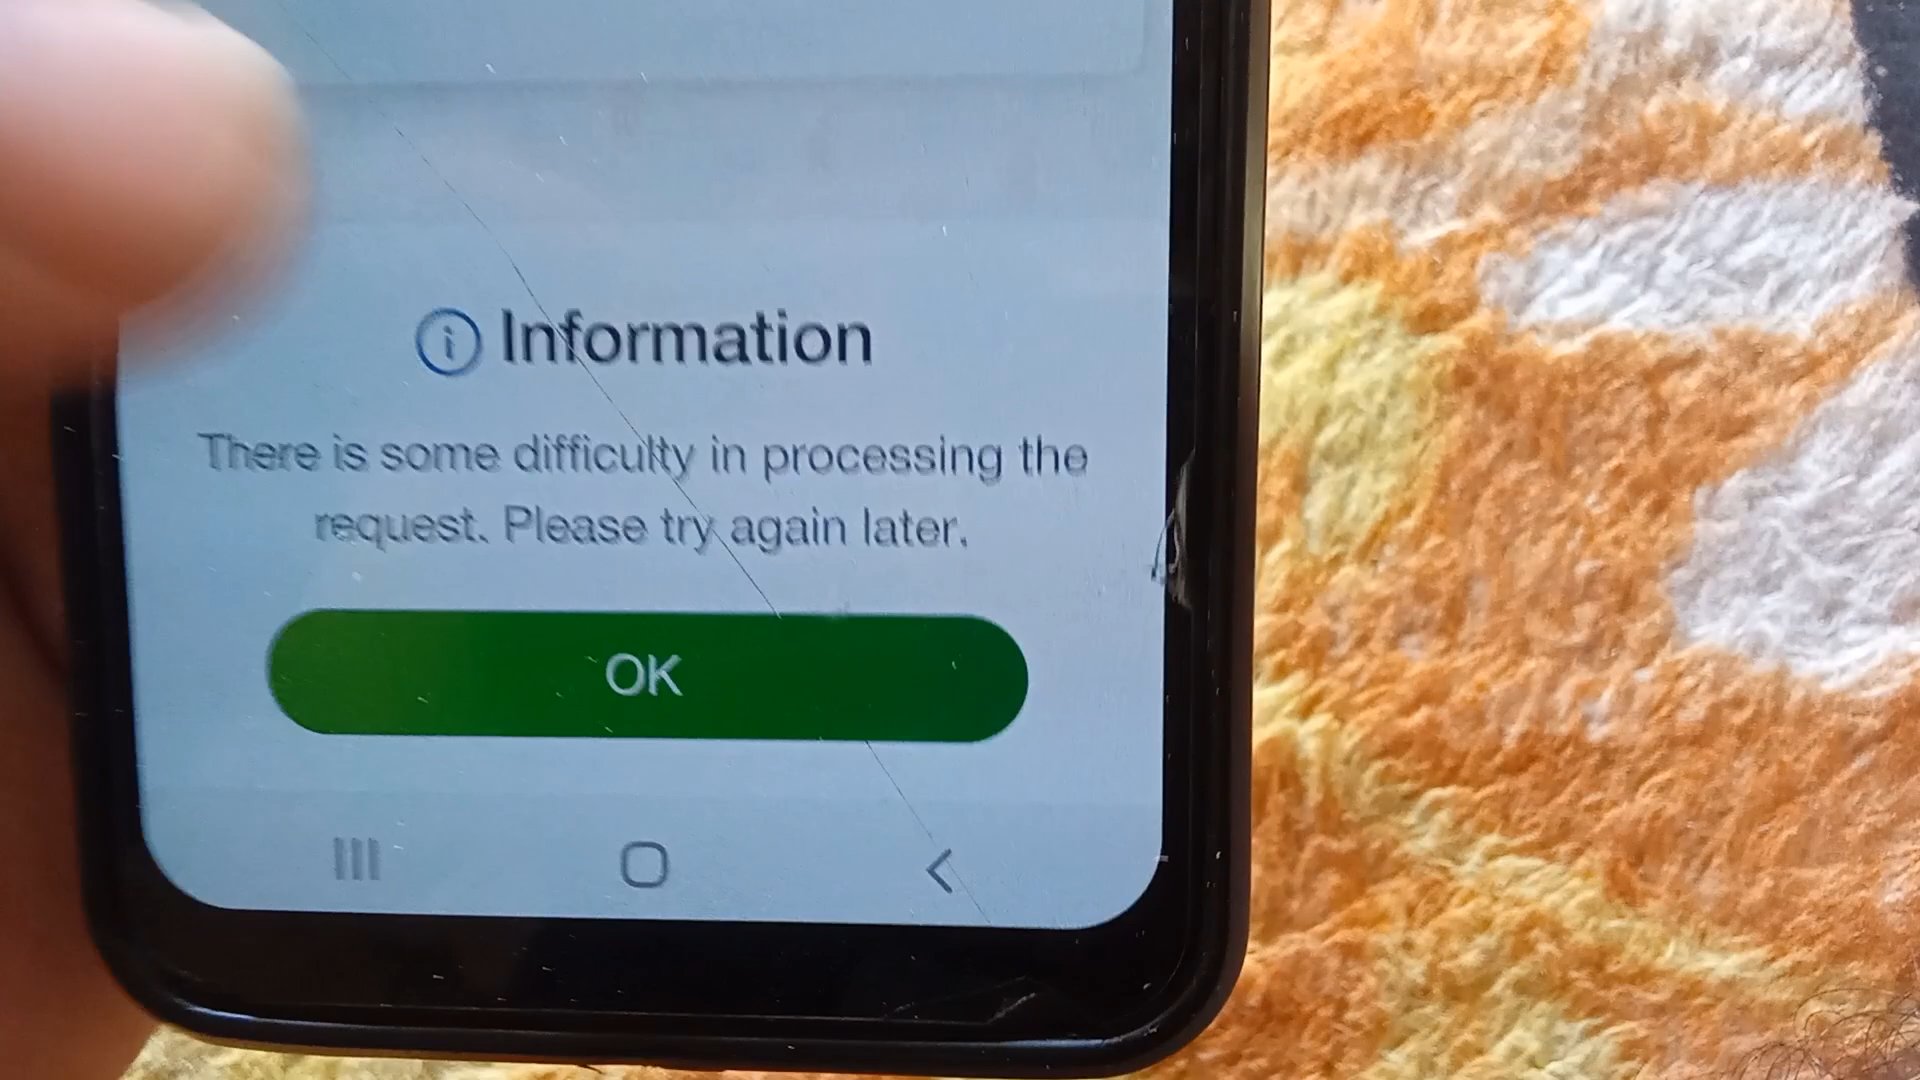 Information
There is some difficulty in processing the
request. Please try again later.
OK